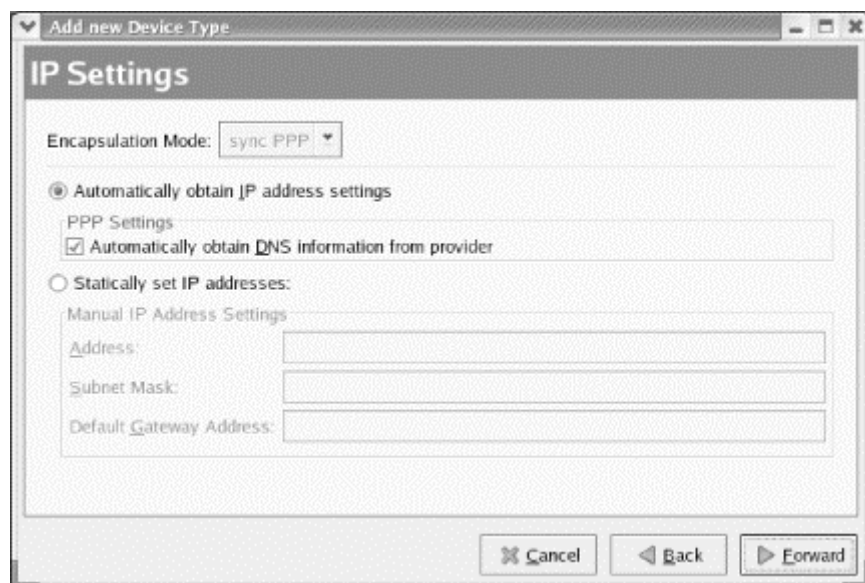 Add new Device Type
IP Settings
Encapsulation Mode: sync PPP
Automatically obtain IP address settings
PPP Settings
Automatically obtain DNS information from provider
Statically set IP addresses:
Manual IP Address Settings
Address:
Subnet Mask:
Default Gateway Address:
Cancel Back Forward